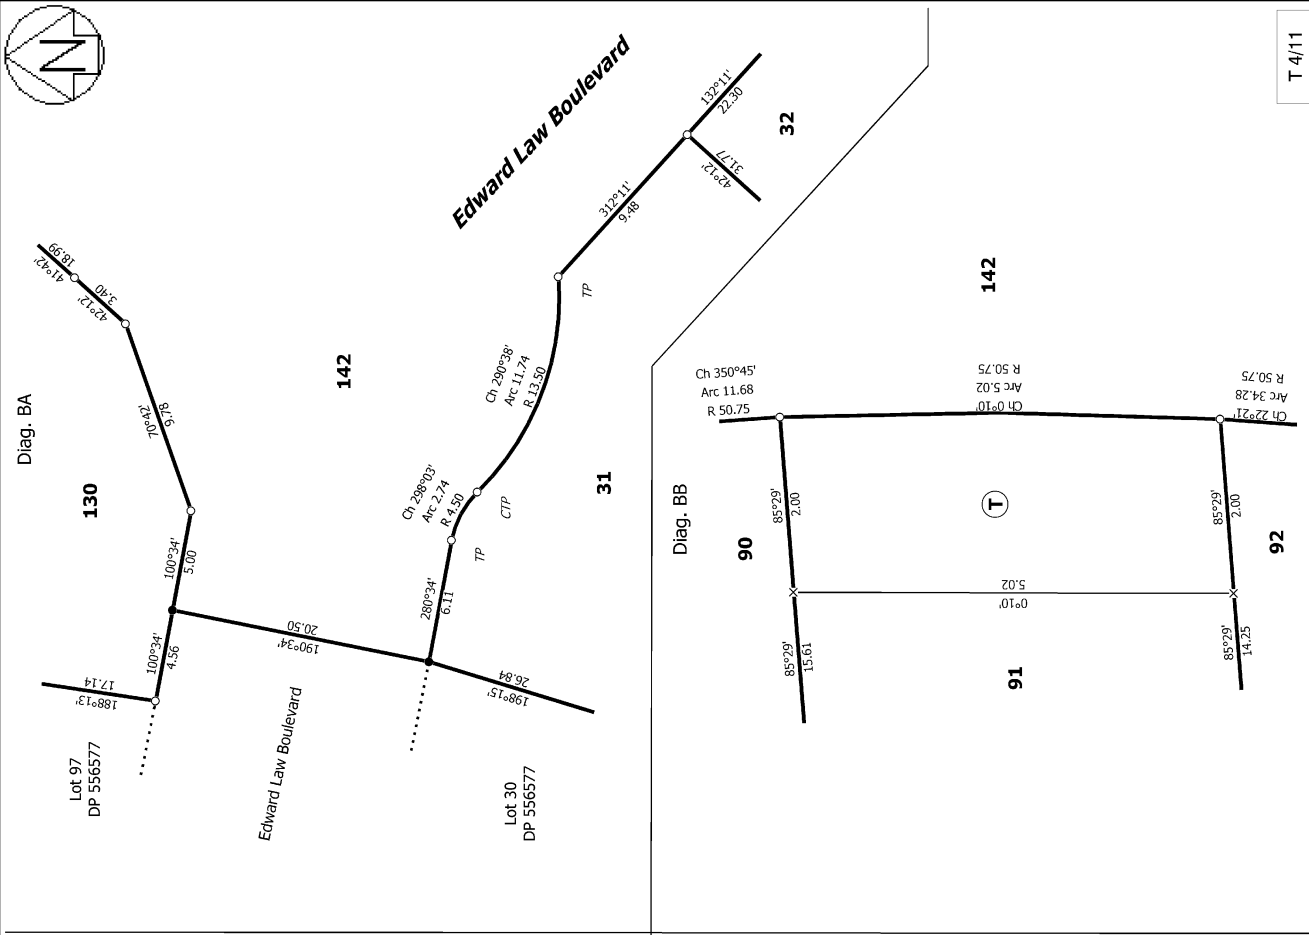 N
T 4/11
Diag. BA
18.99
41°42'
3.40
42°12'
9.78
70°42'
130
100°34'
5.00
100°34'
4.56
17.14
188°13'
Lot 97
DP 556577
20.50
190°34'
Edward Law Boulevard
142
Edward Law Boulevard
132°11'
22.30
31.77
42°12'
32
312°11'
9.48
TP
Ch 290°38'
Arc 11.74
R 13.50
31
Ch 298°03'
Arc 2.74
R 4.50
CTP
TP
280°34'
6.11
26.84
198°15'
Lot 30
DP 556577
Diag. BB
142
Ch 350°45'
Arc 11.68
R 50.75
Ch 0°10'
Arc 5.02
R 50.75
Ch 22°21'
Arc 34.28
R 50.75
90
85°29'
2.00
T
85°29'
2.00
92
5.02
0°10'
85°29'
15.61
91
85°29'
14.25